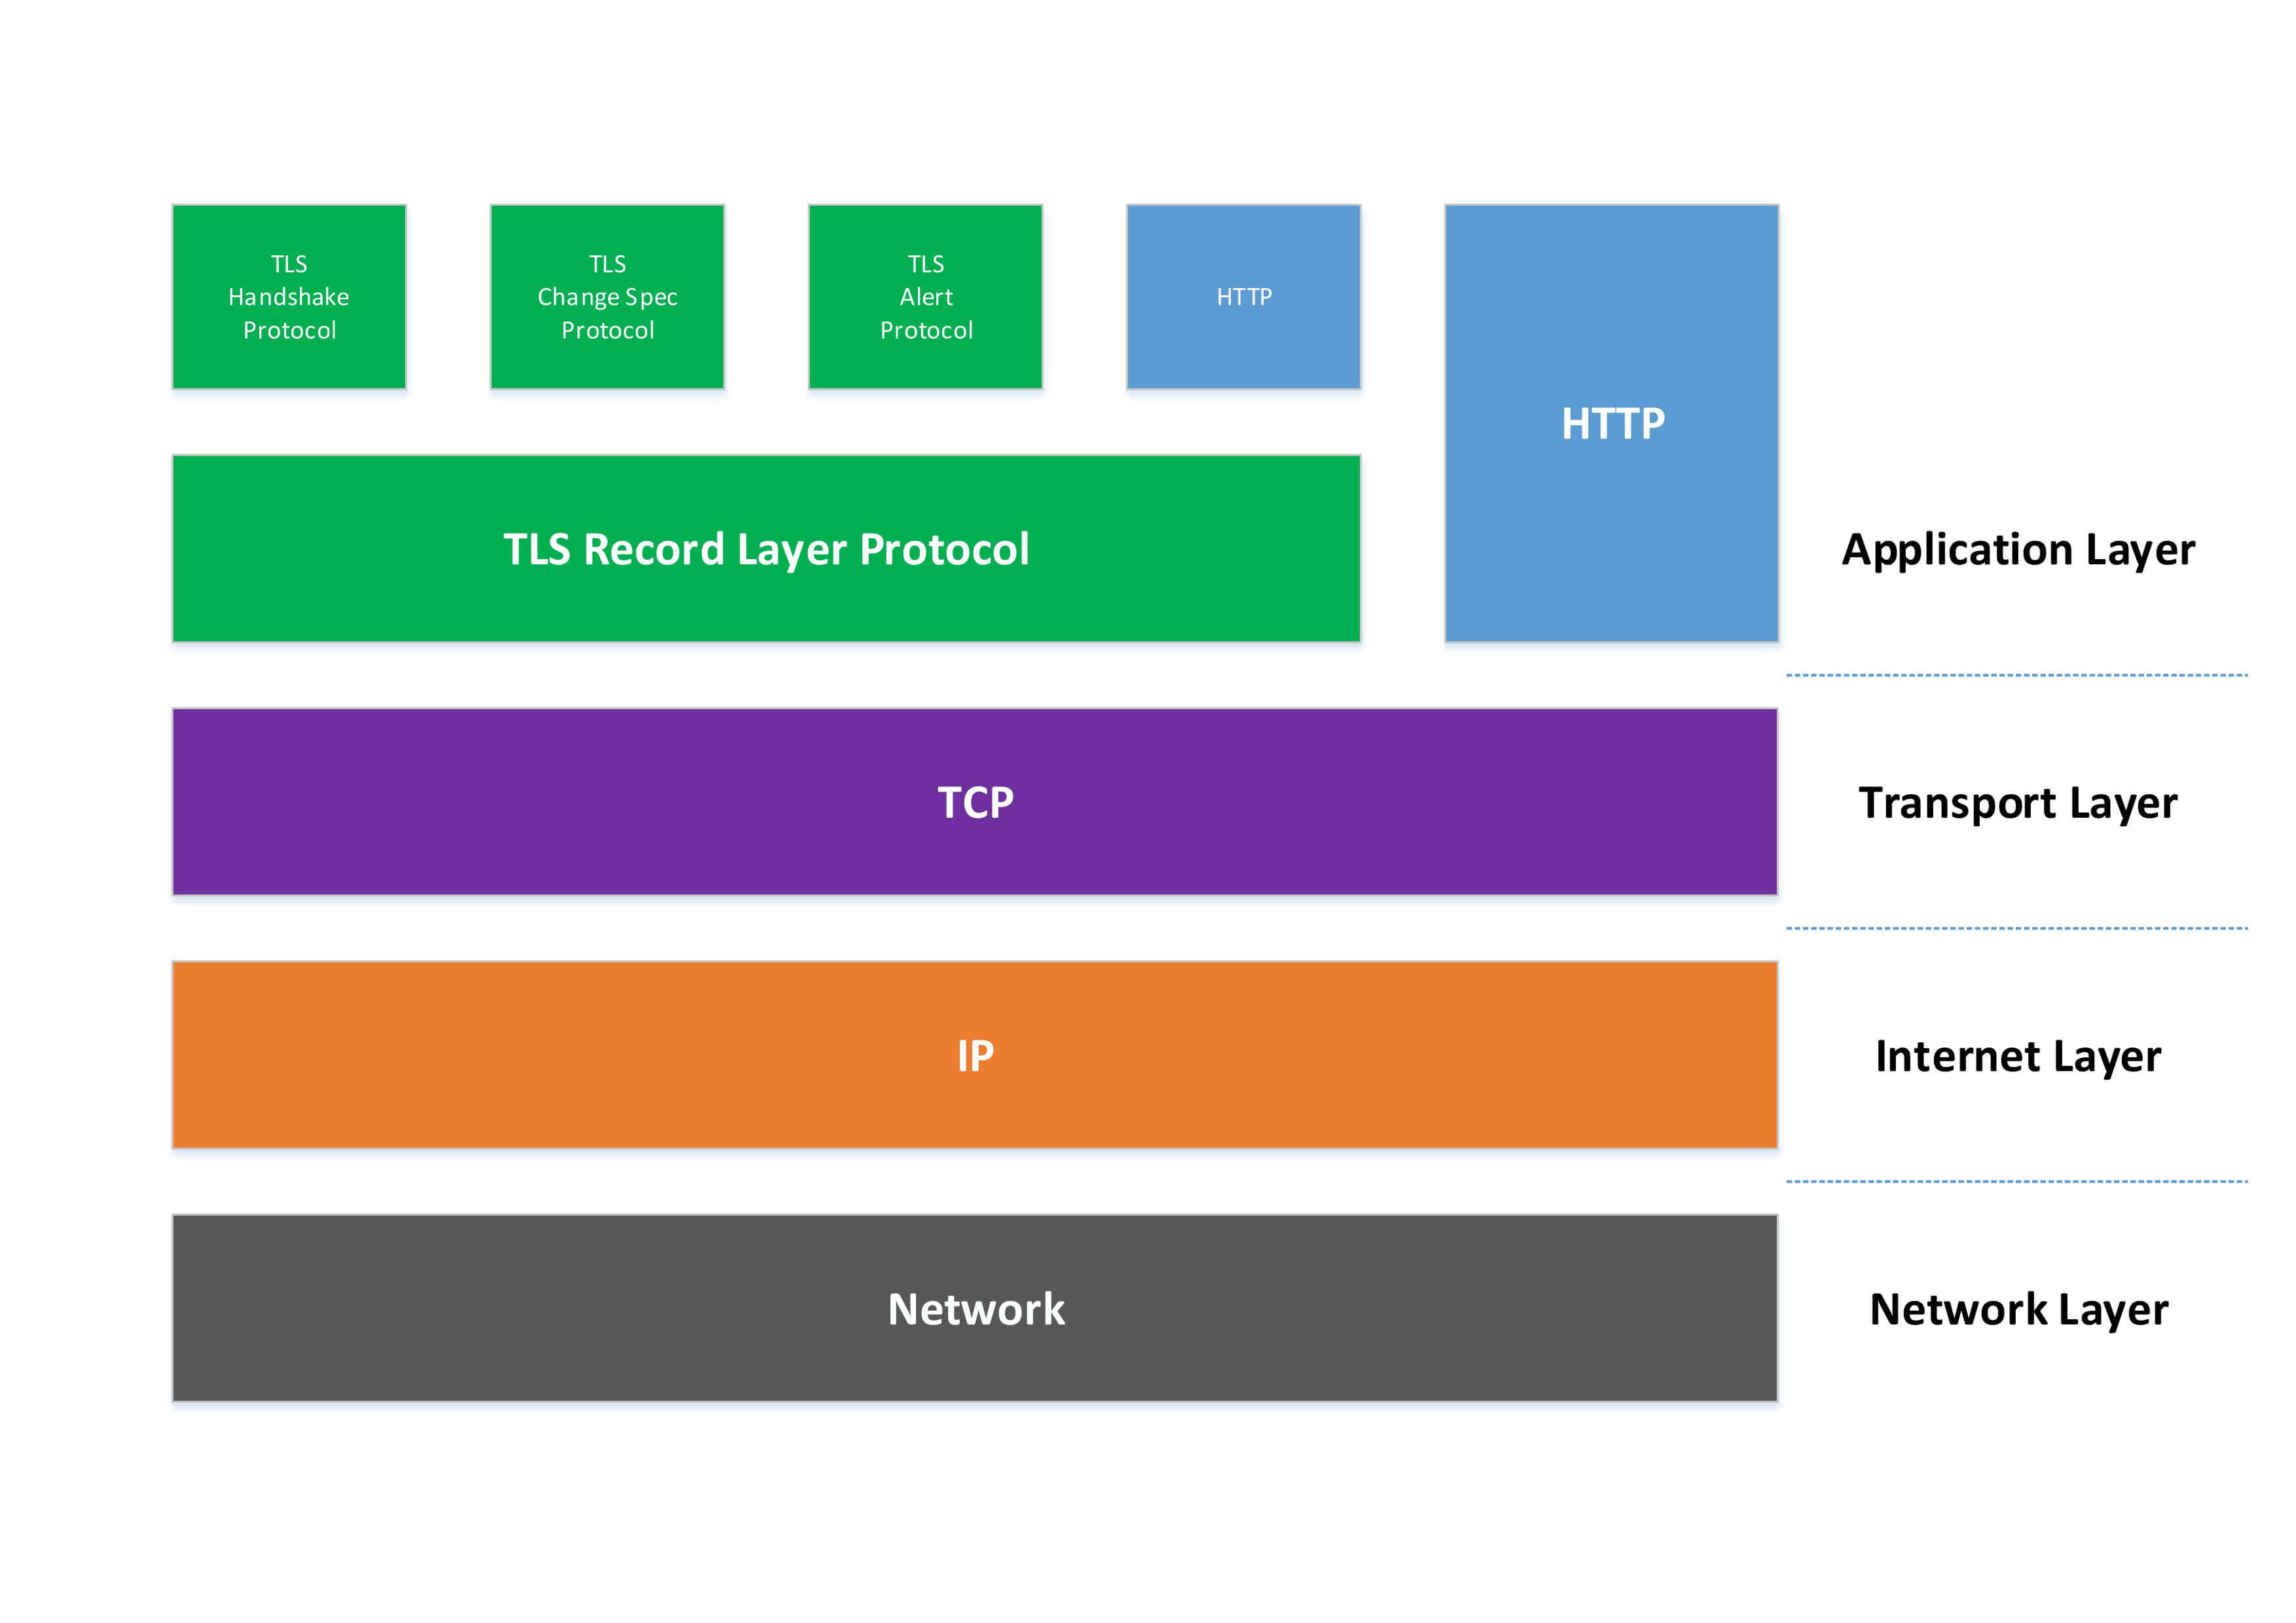 TLS
Handshake
Protocol
TLS
Change Spec
Protocol
TLS
Alert
Protocol
HTTP
HTTP
TLS Record Layer Protocol
Application Layer
TCP
Transport Layer
IP
Internet Layer
Network
Network Layer